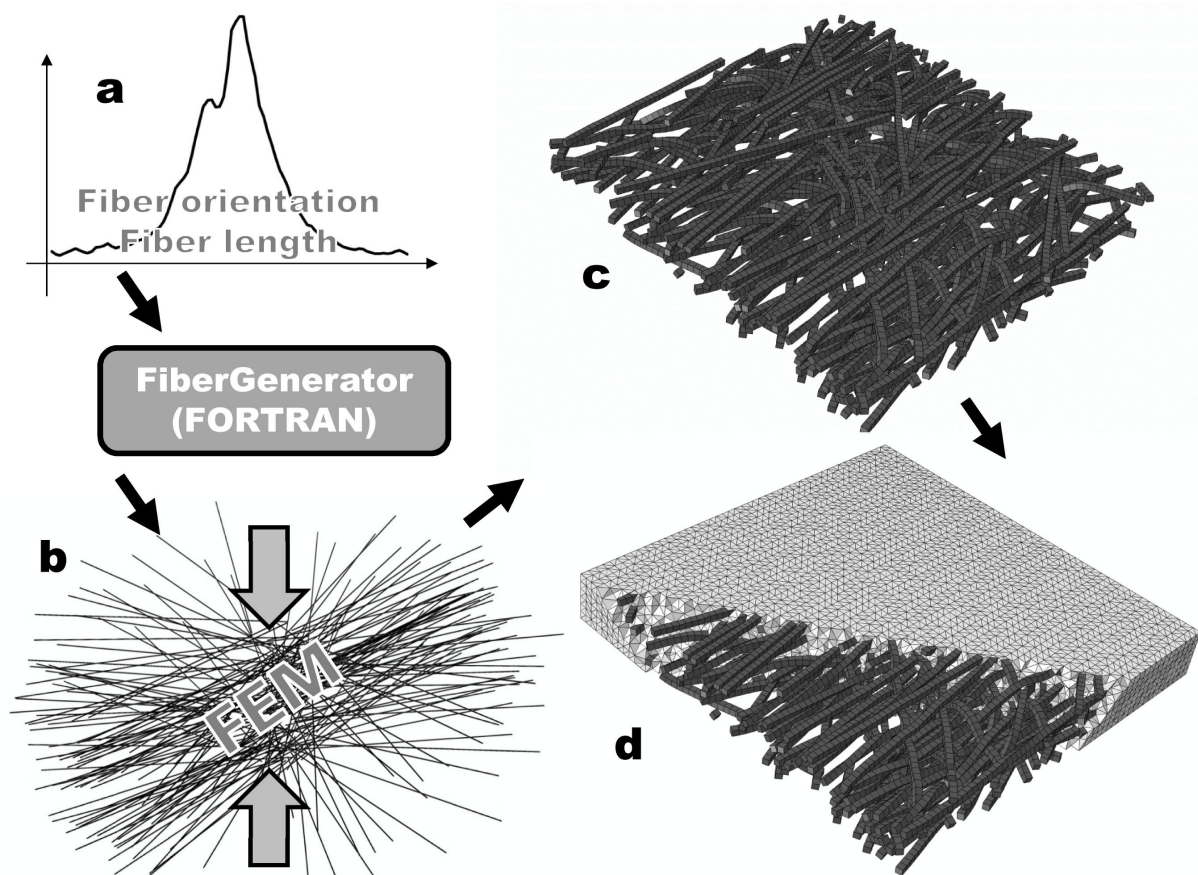 a
Fiber orientation
Fiber length
FiberGenerator
(FORTRAN)
b
FEM
c
d